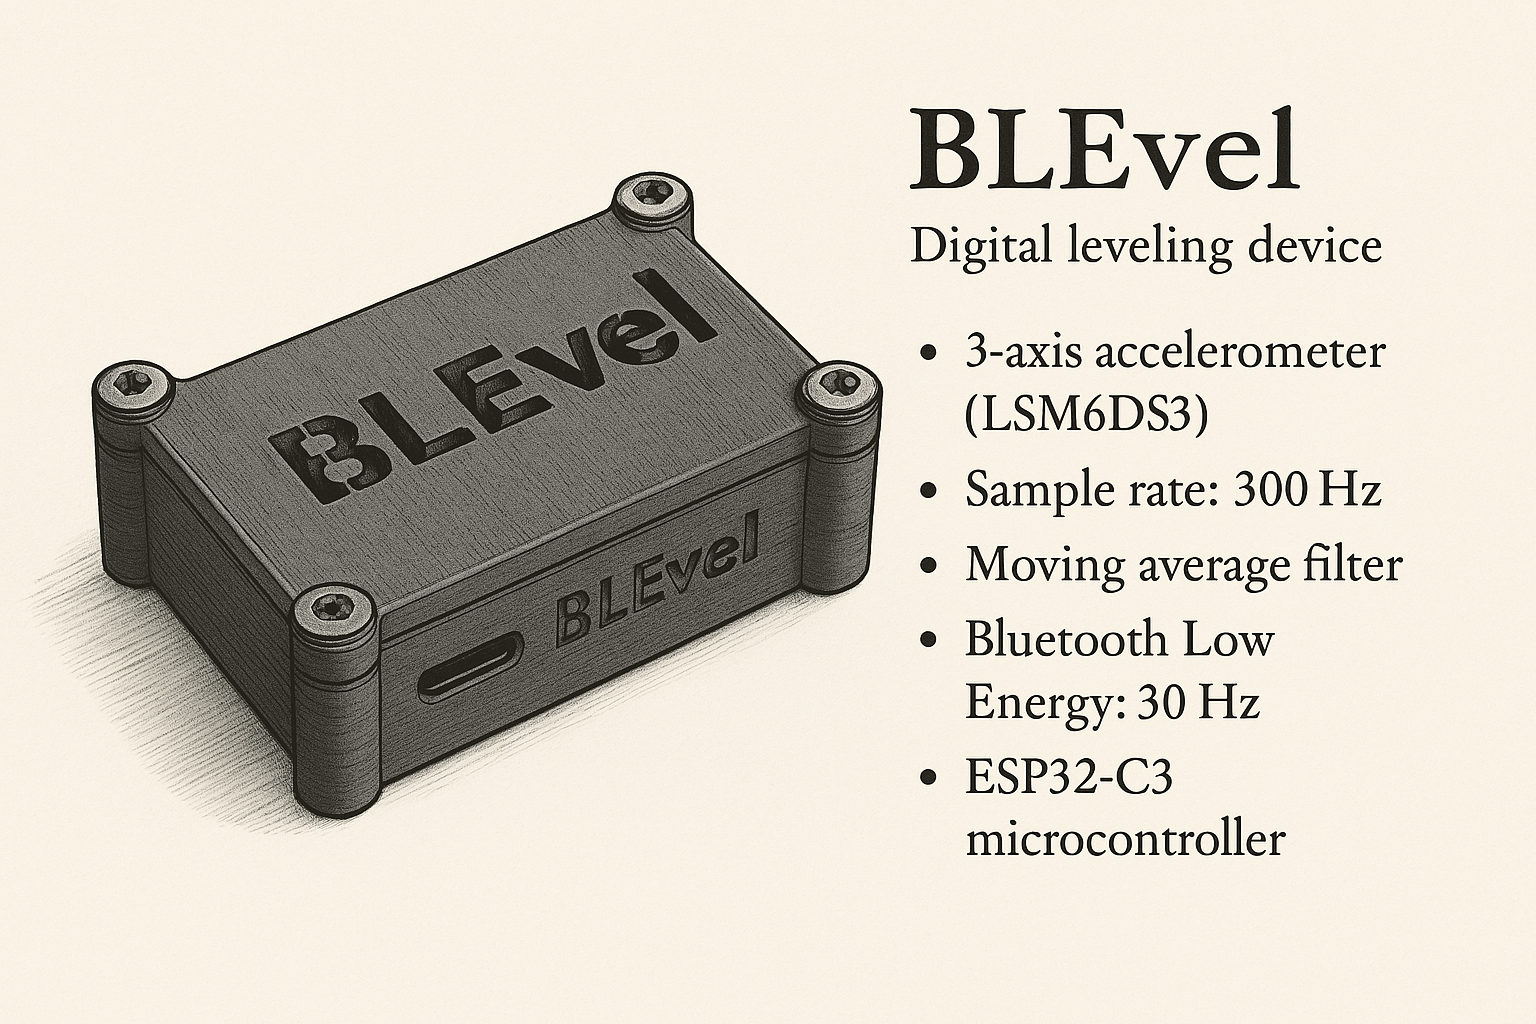 BLEvel
BLEvel
BLEvel
Digital leveling device
• 3-axis accelerometer
(LSM6DS3)
• Sample rate: 300 Hz
• Moving average filter
• Bluetooth Low
Energy: 30 Hz
• ESP32-C3
microcontroller